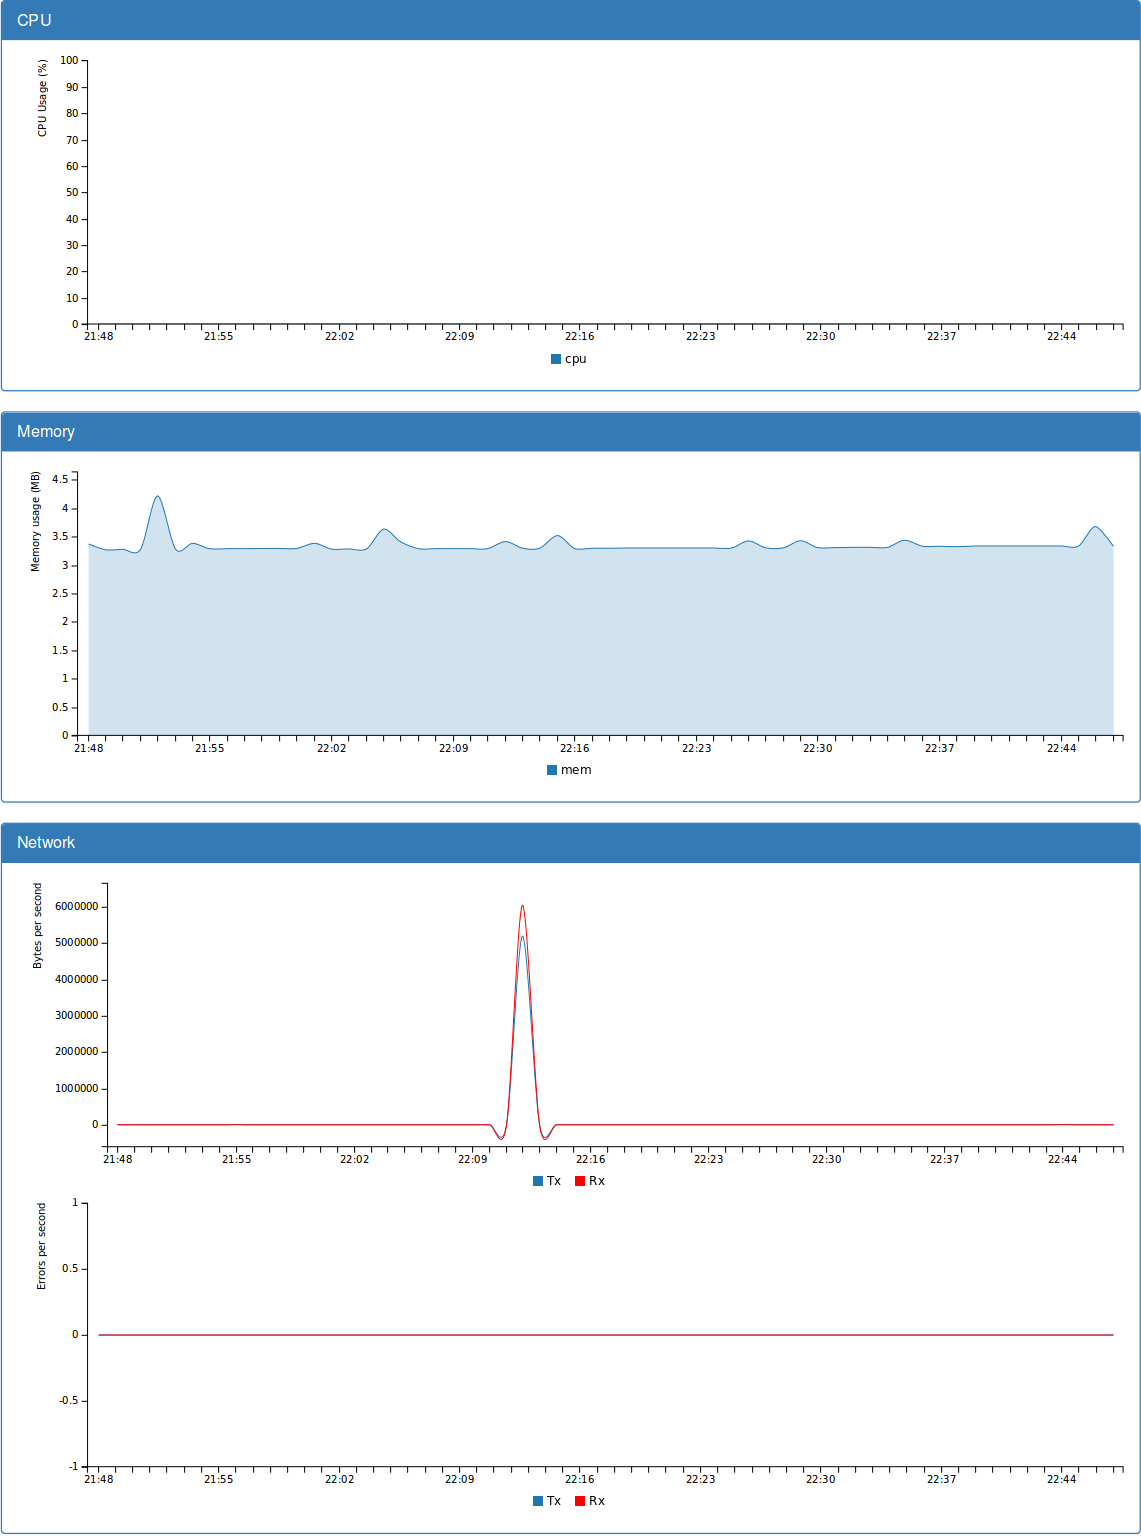 CPU
CPU Usage (%)
100
90
80
70
60
50
40
30
20
10
0
21:48 21:55 22:02 22:09 22:16 22:23 22:30 22:37 22:44
cpu
Memory
Memory usage (MB)
4.5
4
3.5
3
2.5
2
1.5
1
0.5
0
21:48 21:55 22:02 22:09 22:16 22:23 22:30 22:37 22:44
mem
Network
Bytes per second
6000000
5000000
4000000
3000000
2000000
1000000
0
21:48 21:55 22:02 22:09 22:16 22:23 22:30 22:37 22:44
Tx Rx
Errors per second
1
0.5
0
-0.5
-1
21:48 21:55 22:02 22:09 22:16 22:23 22:30 22:37 22:44
Tx Rx